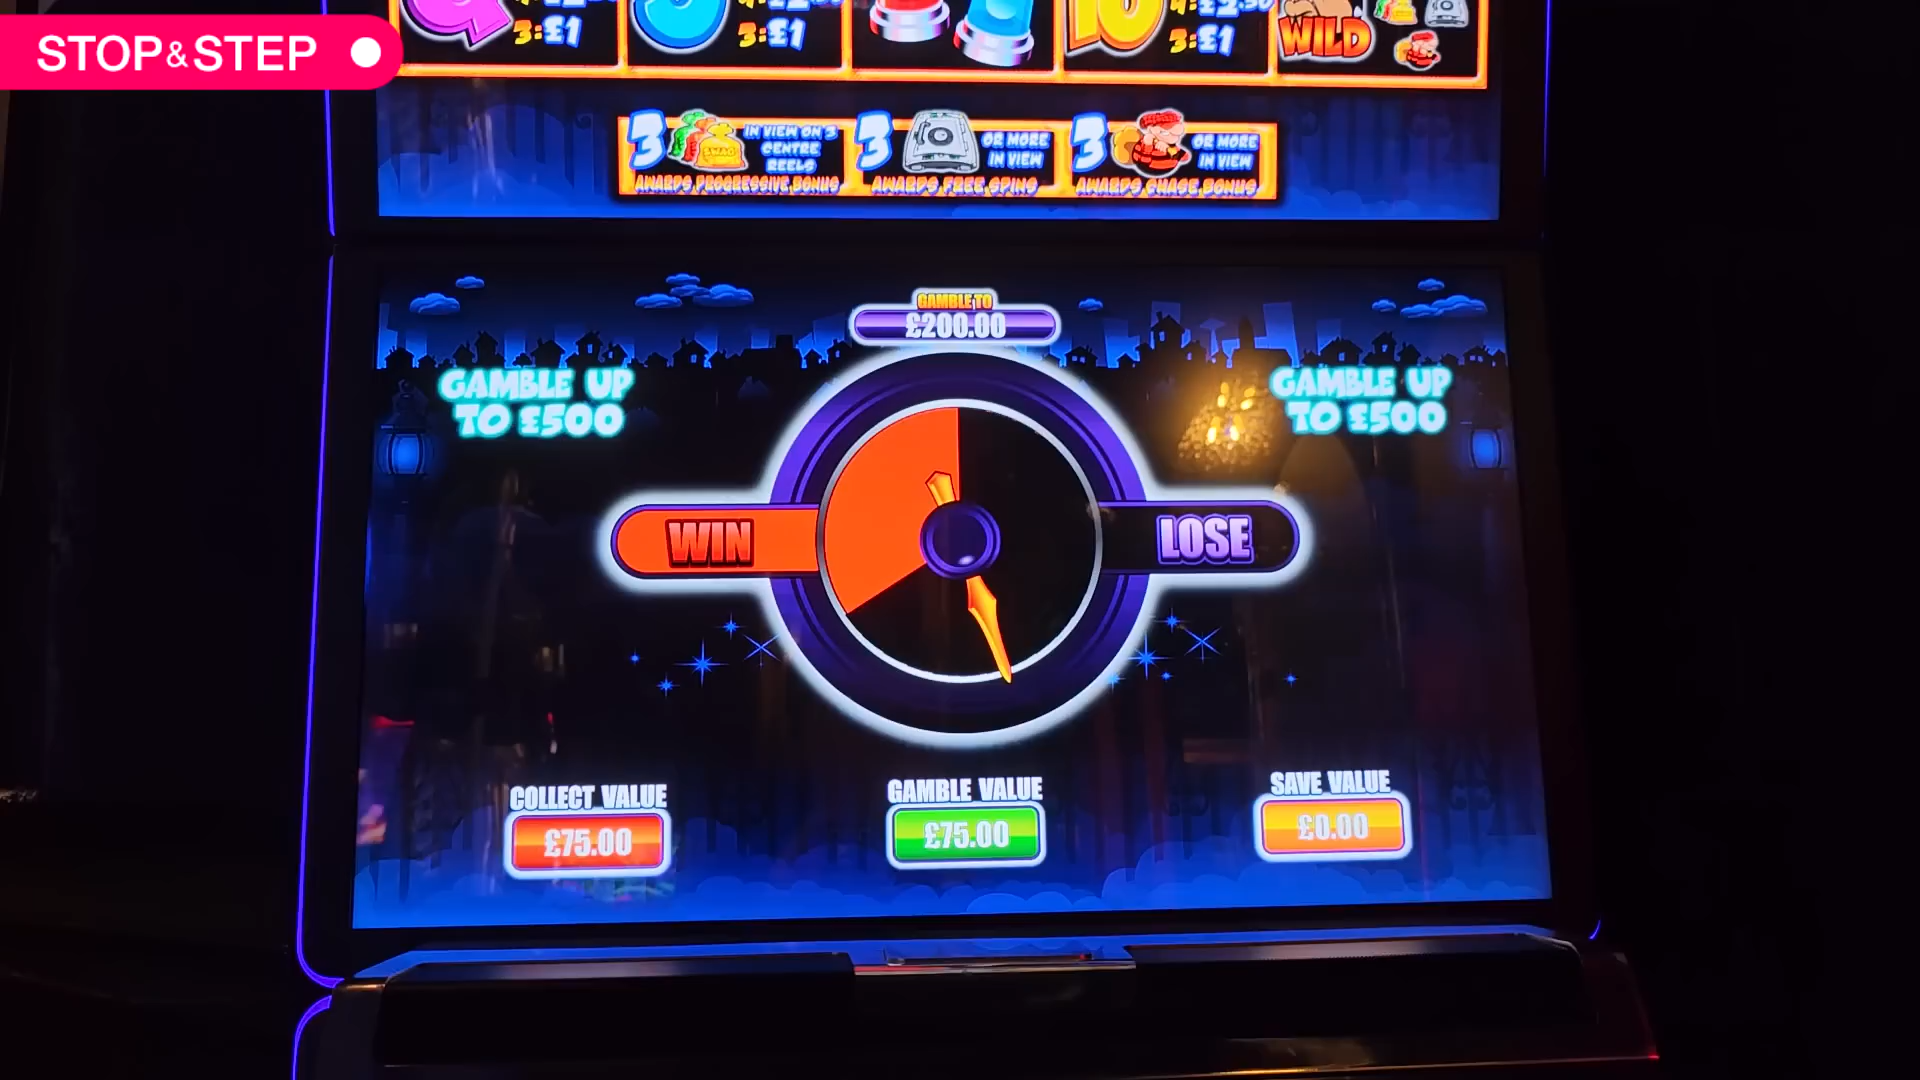 STOP&STEP
3:£1
3:£1
3:£1
WILD
3 IN VIEW ON 3
CENTRE
REELS
AWARDS PROGRESSIVE BONUS
3 OR MORE
IN VIEW
AWARDS FREE SPINS
3 OR MORE
IN VIEW
AWARDS CHASE BONUS
GAMBLE TO
£200.00
GAMBLE UP
TO £500
GAMBLE UP
TO £500
WIN
LOSE
COLLECT VALUE
£75.00
GAMBLE VALUE
£75.00
SAVE VALUE
£0.00